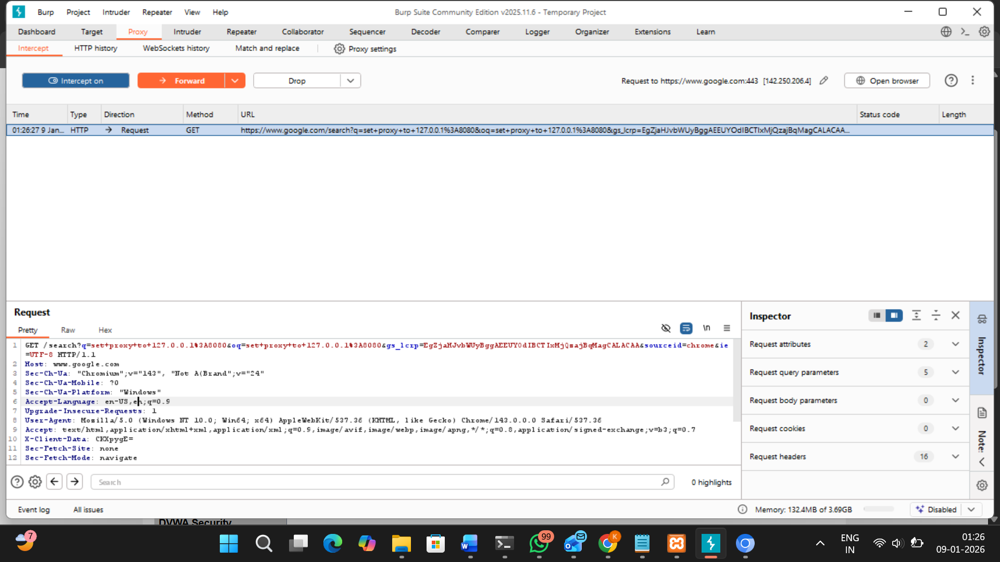 Burp Project Intruder Repeater View Help Burp Suite Community Edition v2025.11.6 - Temporary Project
Dashboard Target Proxy Intruder Repeater Collaborator Sequencer Decoder Comparer Logger Organizer Extensions Learn
Intercept HTTP history WebSockets history Match and replace Proxy settings
Intercept on Forward Drop Request to https://www.google.com:443 [142.250.206.4] Open browser
Time Type Direction Method URL Status code Length
01:26:27 9 Jan... HTTP Request GET https://www.google.com/search?q=set+proxy+to+127.0.0.1%3A8080&oq=set+proxy+to+127.0.0.1%3A8080&gs_lcrp=EgZjaHJvbWUyBggAEEUYOdIBCTIxMjQzajBqMagCALACAA...
Request
Pretty Raw Hex \n
1 GET /search?q=set+proxy+to+127.0.0.1%3A8080&oq=set+proxy+to+127.0.0.1%3A8080&gs_lcrp=EgZjaHJvbWUyBggAEEUYOdIBCTIxMjQzajBqMagCALACAA&sourceid=chrome&ie
=UTF-8 HTTP/1.1
2 Host: www.google.com
3 Sec-Ch-Ua: "Chromium";v="143", "Not A(Brand";v="24"
4 Sec-Ch-Ua-Mobile: ?0
5 Sec-Ch-Ua-Platform: "Windows"
6 Accept-Language: en-US,en;q=0.9
7 Upgrade-Insecure-Requests: 1
8 User-Agent: Mozilla/5.0 (Windows NT 10.0; Win64; x64) AppleWebKit/537.36 (KHTML, like Gecko) Chrome/143.0.0.0 Safari/537.36
9 Accept: text/html,application/xhtml+xml,application/xml;q=0.9,image/avif,image/webp,image/apng,*/*;q=0.8,application/signed-exchange;v=b3;q=0.7
10 X-Client-Data: CKXpygE=
11 Sec-Fetch-Site: none
12 Sec-Fetch-Mode: navigate
Search 0 highlights
Inspector
Request attributes 2
Request query parameters 5
Request body parameters 0
Request cookies 0
Request headers 16
Inspector
Notes
Event log All issues Memory: 132.4MB of 3.69GB Disabled
DVWA Security
7 99 K ENG
IN
01:26
09-01-2026